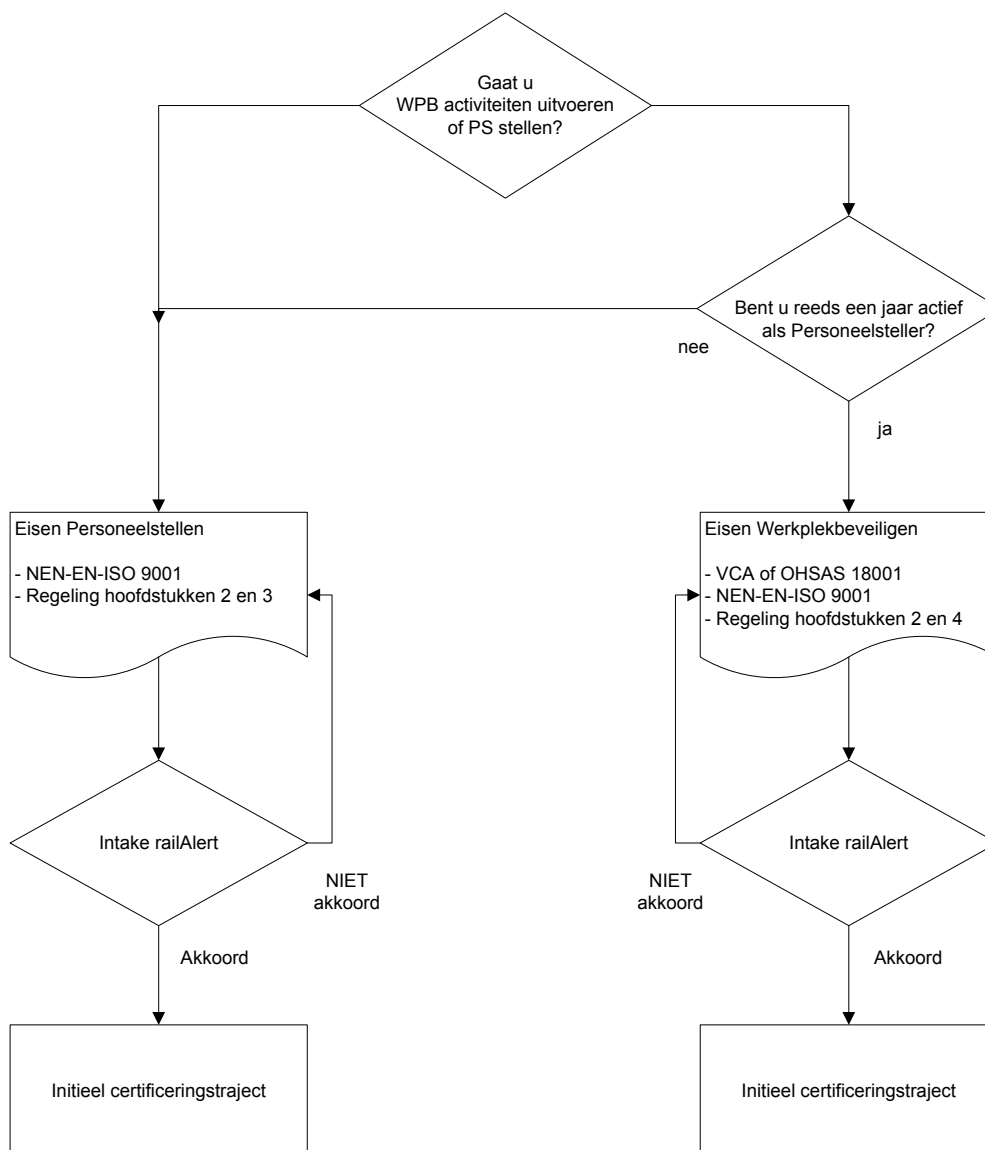 Gaat u
WPB activiteiten uitvoeren
of PS stellen?
Bent u reeds een jaar actief
als Personeelsteller?
nee
ja
Eisen Personeelstellen
- NEN-EN-ISO 9001
- Regeling hoofdstukken 2 en 3
Eisen Werkplekbeveiligen
- VCA of OHSAS 18001
- NEN-EN-ISO 9001
- Regeling hoofdstukken 2 en 4
Intake railAlert
NIET
akkoord
Akkoord
Intake railAlert
NIET
akkoord
Akkoord
Initieel certificeringstraject
Initieel certificeringstraject